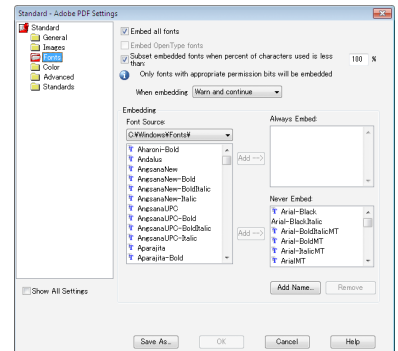 Standard - Adobe PDF Settings
Standard
General
Images
Fonts
Color
Advanced
Standards
Show All Settings
Embed all fonts
Embed OpenType fonts
Subset embedded fonts when percent of characters used is less than:
100 %
Only fonts with appropriate permission bits will be embedded
When embedding Warn and continue
Embedding
Font Source:
C:¥Windows¥Fonts¥
Aharoni-Bold
Andalus
AngsanaNew
AngsanaNew-Bold
AngsanaNew-BoldItalic
AngsanaNew-Italic
AngsanaUPC
AngsanaUPC-Bold
AngsanaUPC-BoldItalic
AngsanaUPC-Italic
Aparajita
Aparajita-Bold
Add -->
Add -->
Always Embed:
Never Embed:
Arial-Black
Arial-BlackItalic
Arial-BoldItalicMT
Arial-BoldMT
Arial-ItalicMT
ArialMT
Add Name...
Remove
Save As...
OK
Cancel
Help